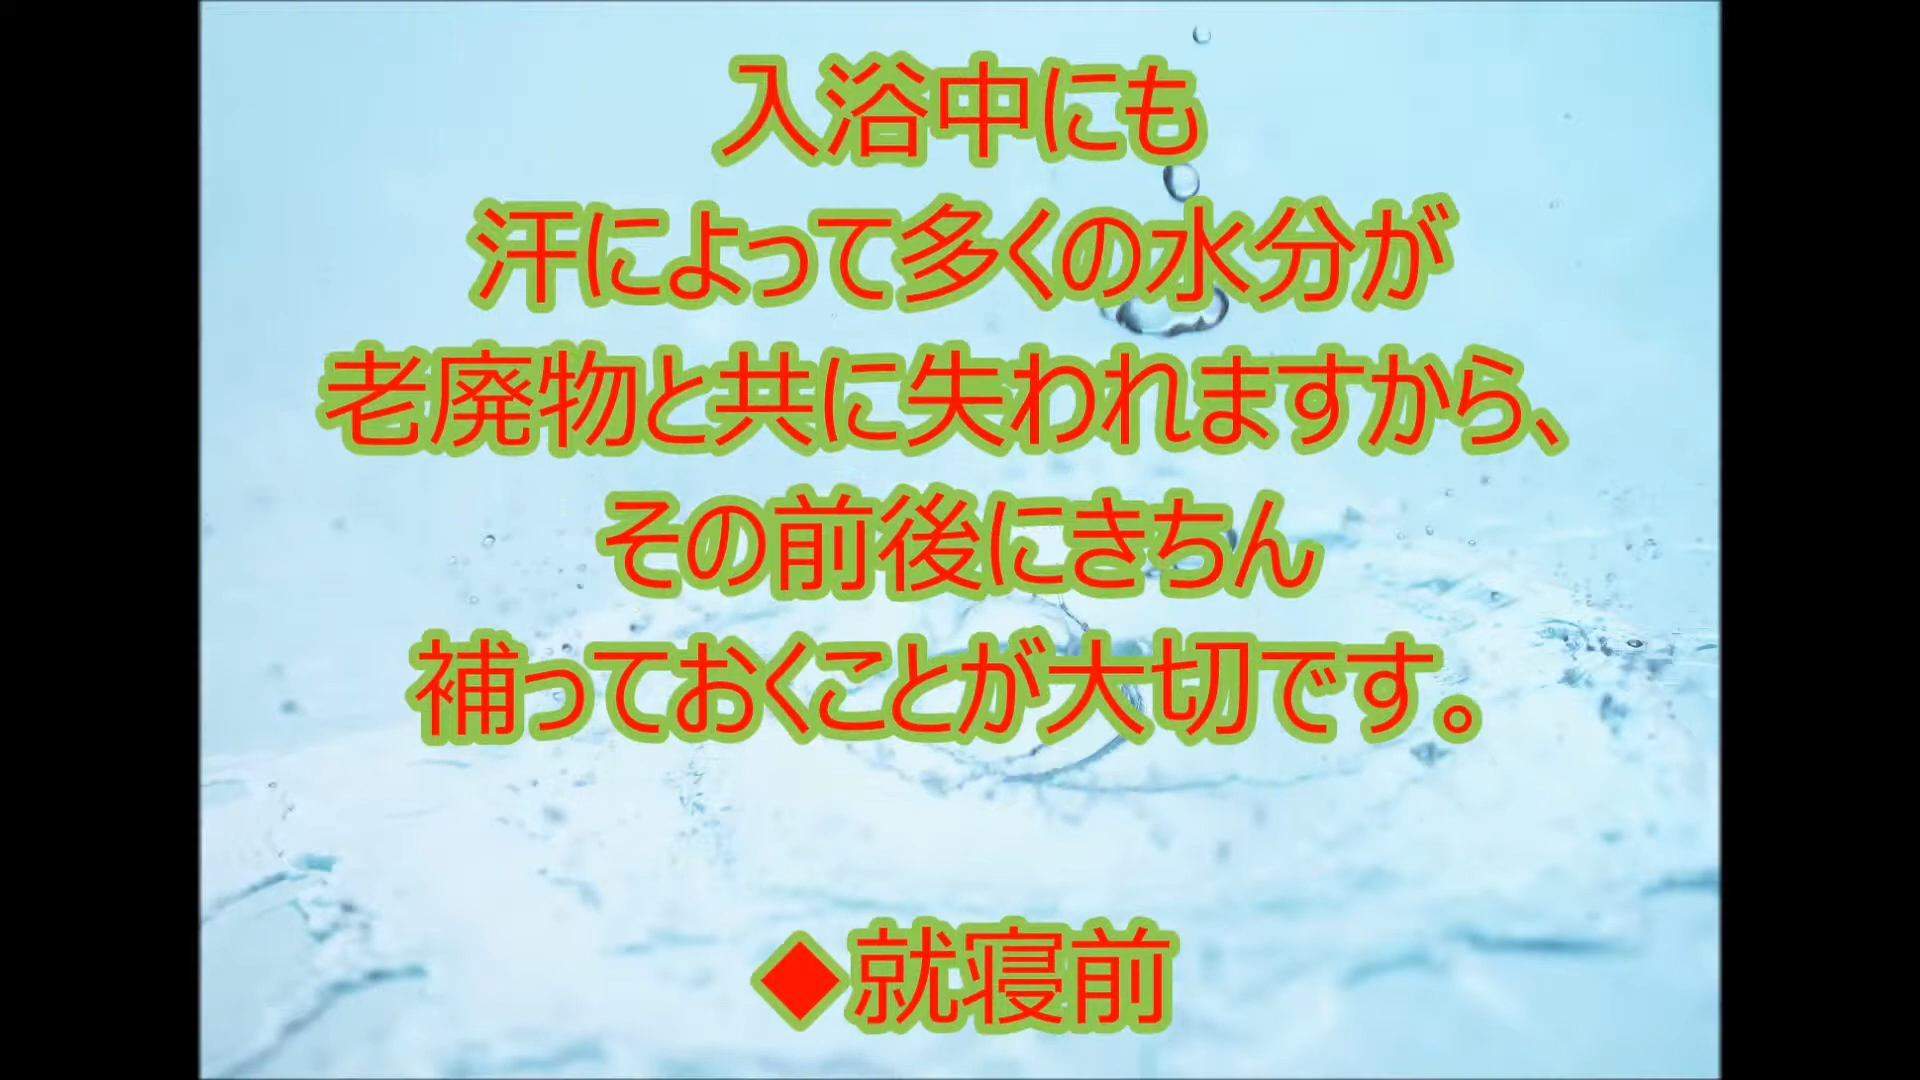 入浴中にも
汗によって多くの水分が
老廃物と共に失われますから、
その前後にきちん
補っておくことが大切です。
◆就寝前